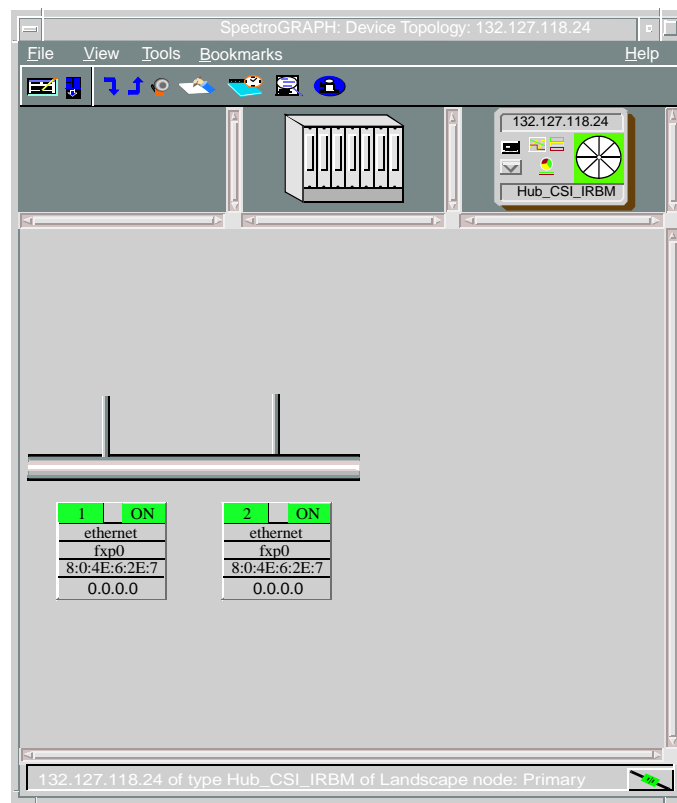 SpectroGRAPH: Device Topology: 132.127.118.24
File View Tools Bookmarks Help
132.127.118.24
Hub_CSI_IRBM
1 ON
ethernet
fxp0
8:0:4E:6:2E:7
0.0.0.0
2 ON
ethernet
fxp0
8:0:4E:6:2E:7
0.0.0.0
132.127.118.24 of type Hub_CSI_IRBM of Landscape node: Primary